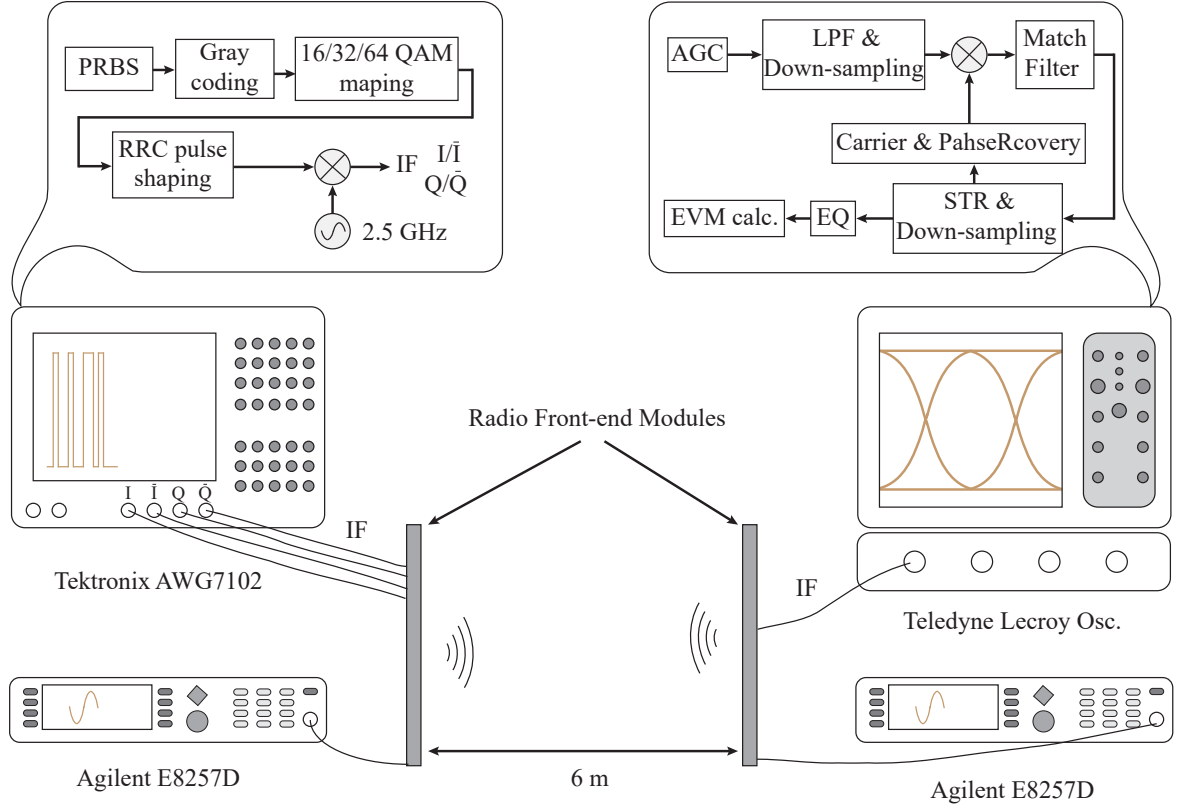 PRBS
Gray
coding
16/32/64 QAM
maping
RRC pulse
shaping
IF
I/Ī
Q/Q̄
2.5 GHz
AGC
LPF &
Down-sampling
Match
Filter
Carrier & PahseRcovery
STR &
Down-sampling
EQ
EVM calc.
I
Ī
Q
Q̄
IF
Tektronix AWG7102
Radio Front-end Modules
IF
Teledyne Lecroy Osc.
Agilent E8257D
6 m
Agilent E8257D